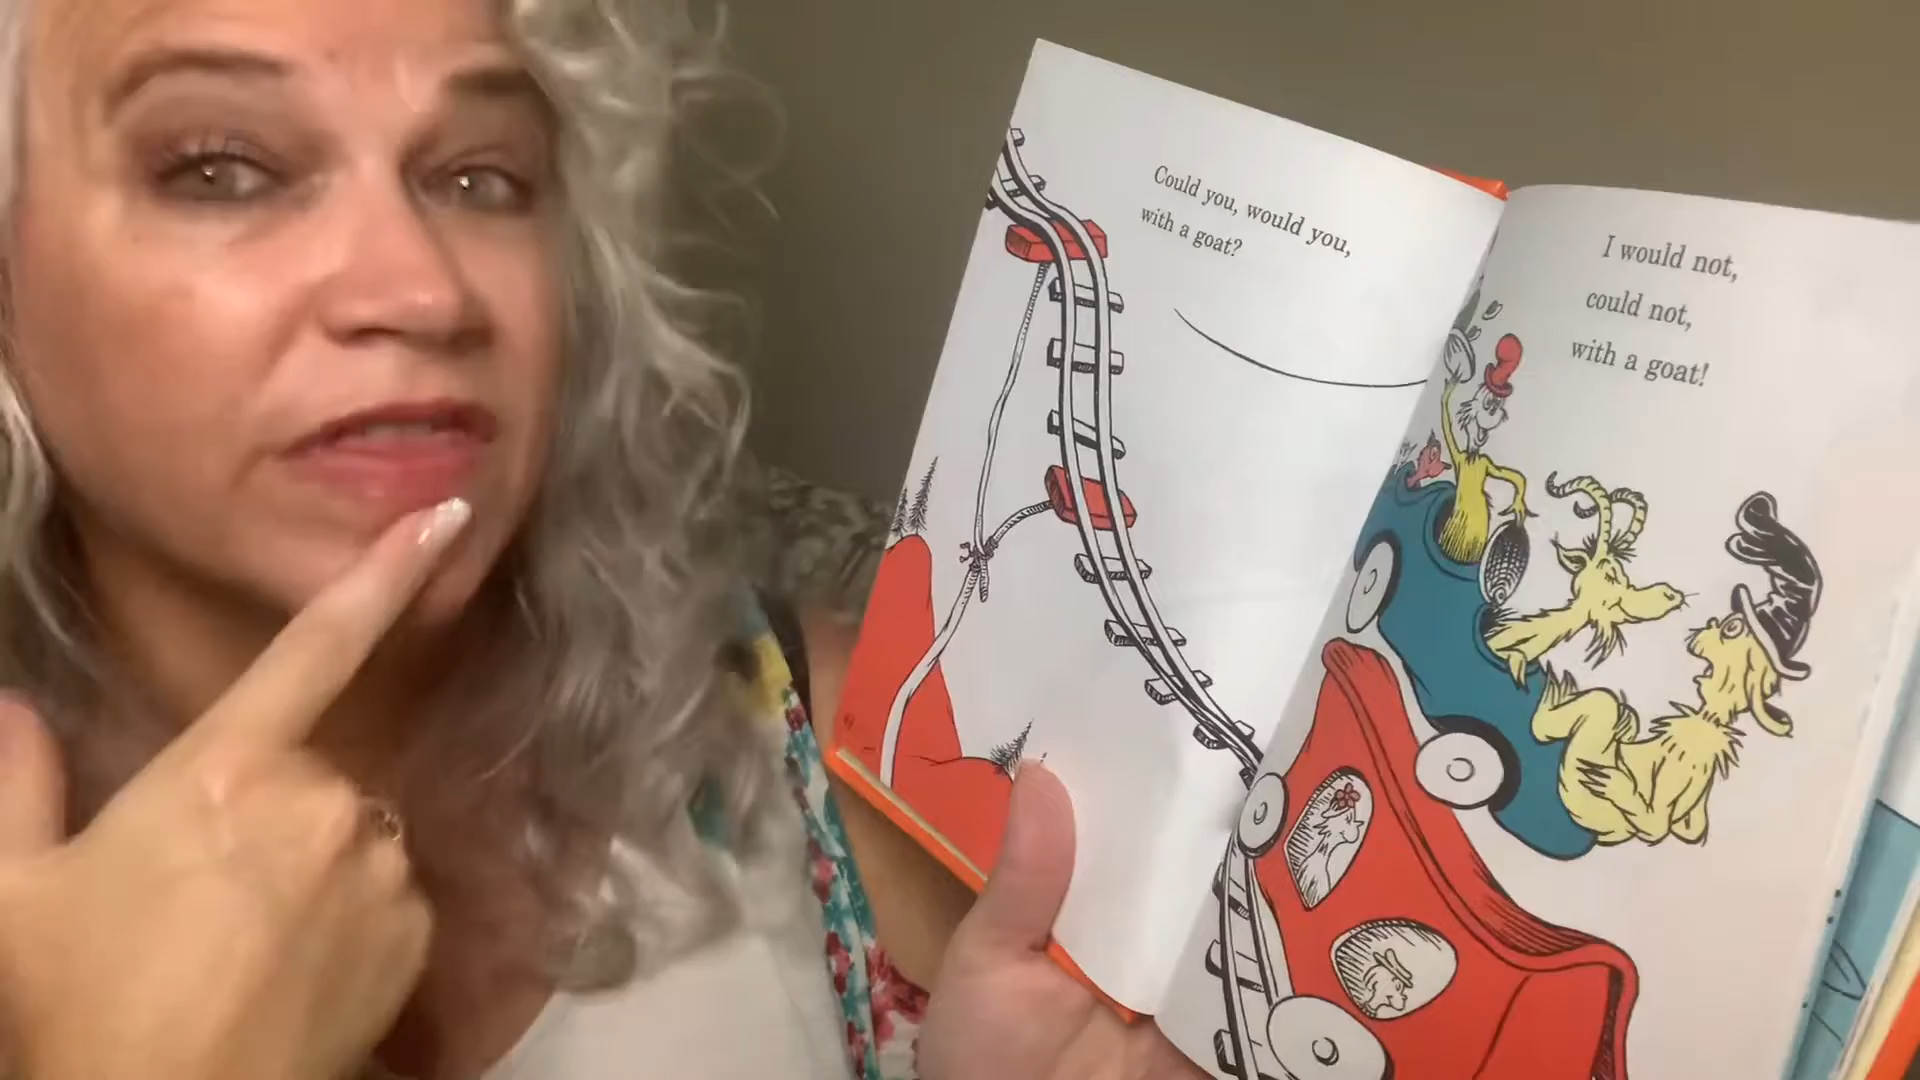 Could you, would you,
with a goat?
I would not,
could not,
with a goat!